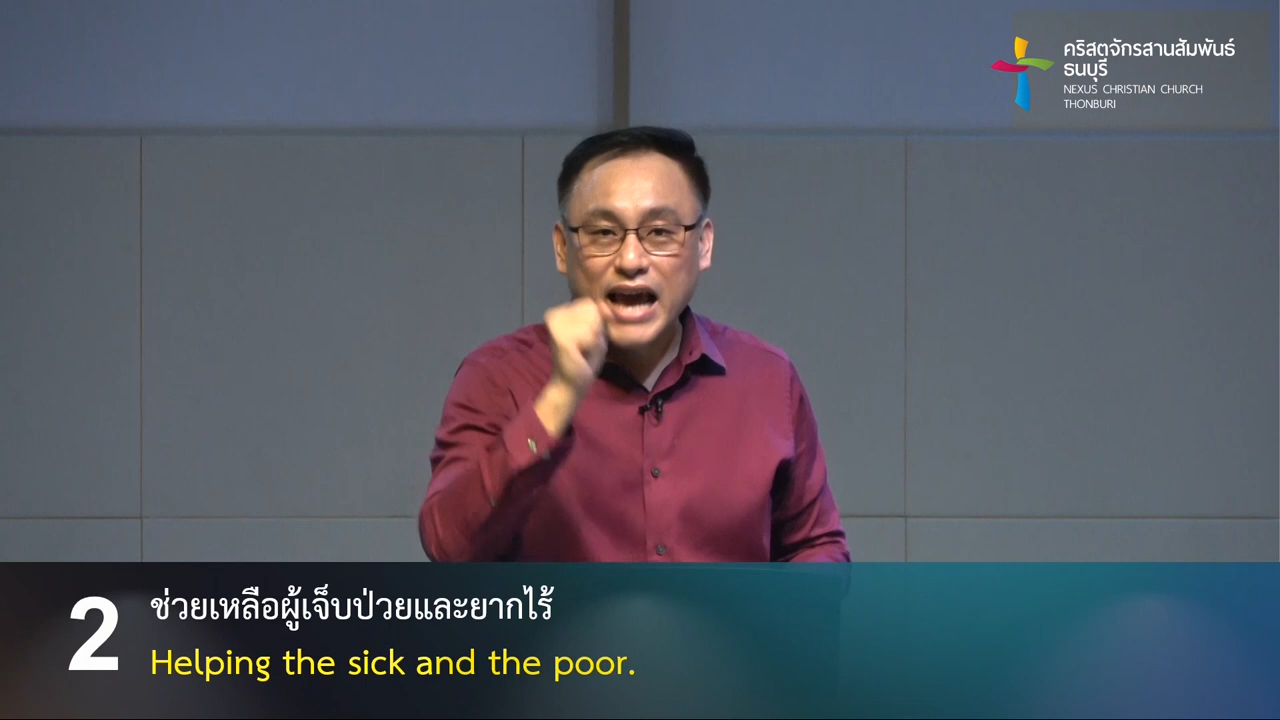 คริสตจักรสานสัมพันธ์
ธนบุรี
NEXUS CHRISTIAN CHURCH
THONBURI
2
ช่วยเหลือผู้เจ็บป่วยและยากไร้
Helping the sick and the poor.